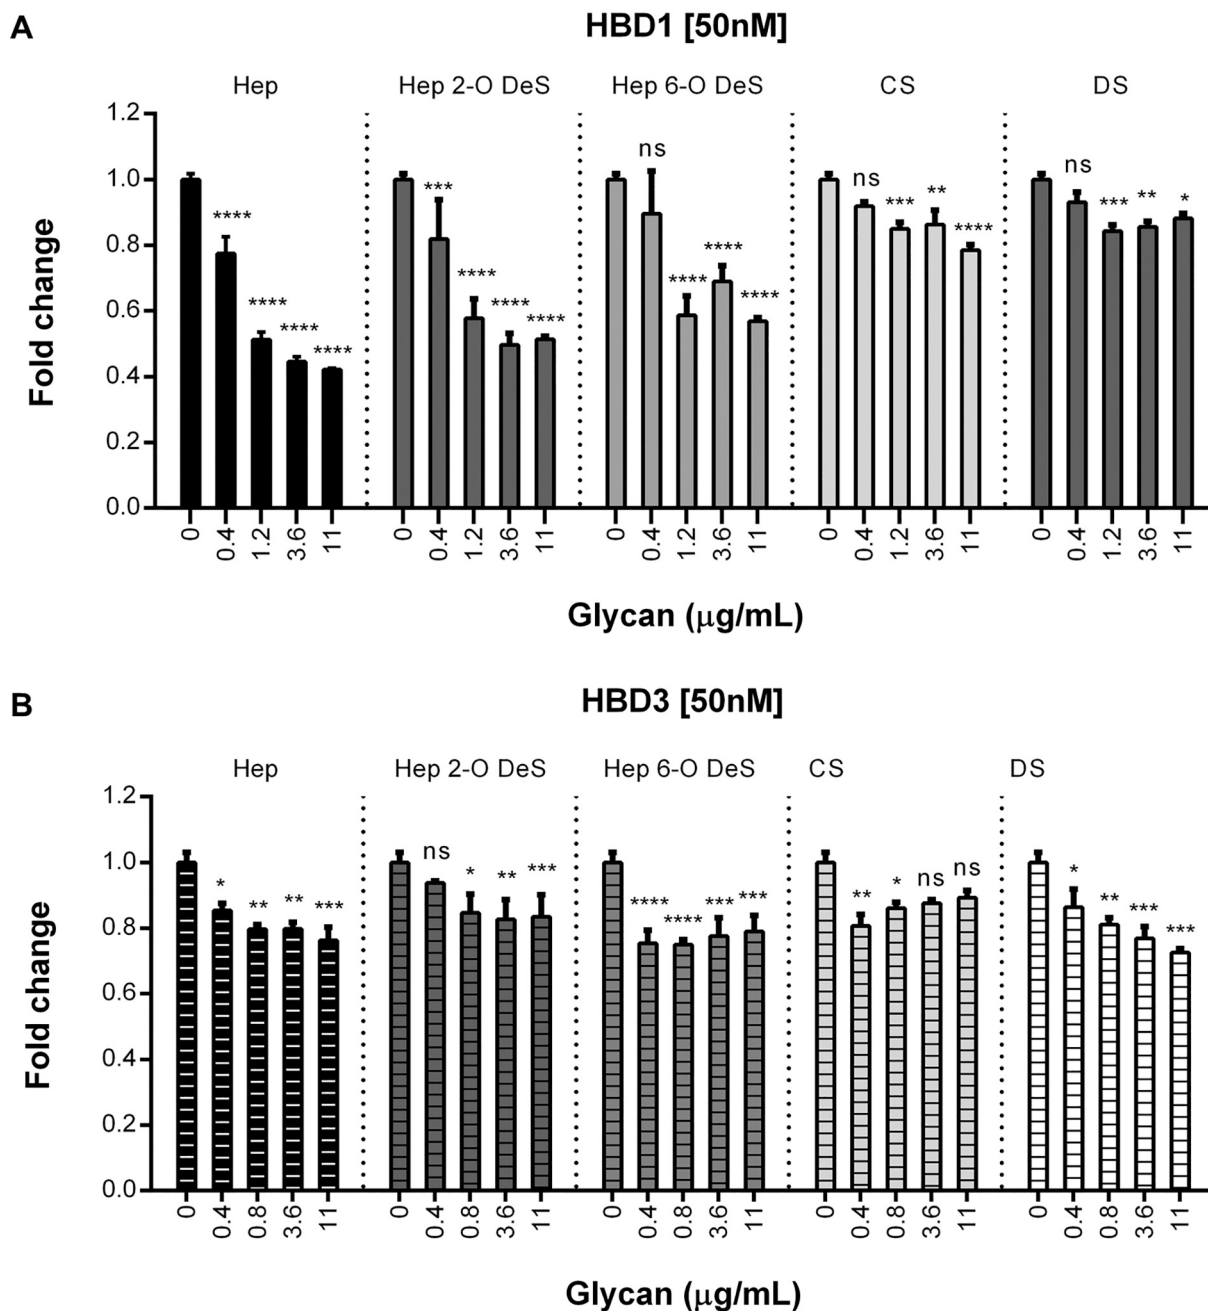 A
HBD1 [50nM]
Hep Hep 2-O DeS Hep 6-O DeS CS DS
1.2
1.0
0.8
0.6
0.4
0.2
0.0
Fold change
**** **** **** ****
*** **** **** ****
ns **** **** ****
ns *** ** ****
ns *** ** *
0 0.4 1.2 3.6 11 0 0.4 1.2 3.6 11 0 0.4 1.2 3.6 11 0 0.4 1.2 3.6 11 0 0.4 1.2 3.6 11
Glycan (μg/mL)
B
HBD3 [50nM]
Hep Hep 2-O DeS Hep 6-O DeS CS DS
1.2
1.0
0.8
0.6
0.4
0.2
0.0
Fold change
* ** ** ***
ns * ** ***
**** **** *** ***
** * ns ns
* ** *** ***
0 0.4 0.8 3.6 11 0 0.4 0.8 3.6 11 0 0.4 0.8 3.6 11 0 0.4 0.8 3.6 11 0 0.4 0.8 3.6 11
Glycan (μg/mL)